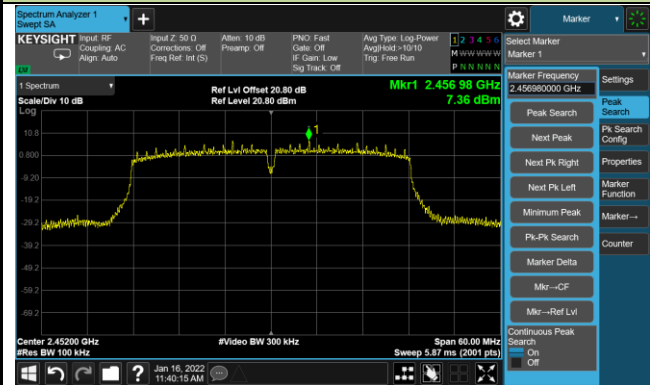 Spectrum Analyzer 1
Swept SA
Marker
KEYSIGHT Input: RF
Coupling: AC
Align: Auto
Input Z: 50 Ω
Corrections: Off
Freq Ref: Int (S)
Atten: 10 dB
Preamp: Off
PNO: Fast
Gate: Off
IF Gain: Low
Sig Track: Off
Avg Type: Log-Power
Avg|Hold:>10/10
Trig: Free Run
1 2 3 4 5 6
M W W W W W
P N N N N N
Select Marker
Marker 1
1 Spectrum
Scale/Div 10 dB
Log
Ref Lvl Offset 20.80 dB
Ref Level 20.80 dBm
Mkr1 2.456 98 GHz
7.36 dBm
1
10.8
0.800
-9.20
-19.2
-29.2
-39.2
-49.2
-59.2
-69.2
Center 2.45200 GHz
#Res BW 100 kHz
#Video BW 300 kHz
Span 60.00 MHz
Sweep 5.87 ms (2001 pts)
Marker Frequency
2.456980000 GHz
Peak Search
Next Peak
Next Pk Right
Next Pk Left
Minimum Peak
Pk-Pk Search
Marker Delta
Mkr→CF
Mkr→Ref Lvl
Continuous Peak
Search
On
Off
Settings
Peak
Search
Pk Search
Config
Properties
Marker
Function
Marker→
Counter
Jan 16, 2022
11:40:15 AM